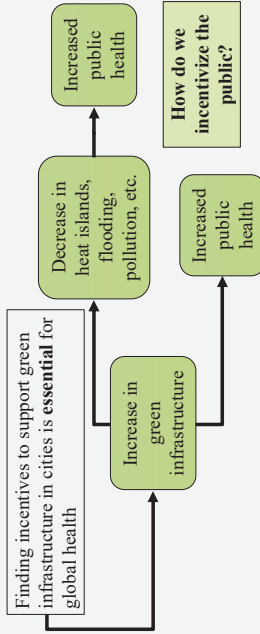 Finding incentives to support green
infrastructure in cities is essential for
global health
Increase in
green
infrastructure
Decrease in
heat islands,
flooding,
pollution, etc.
Increased
public
health
Increased
public
health
How do we
incentivize the
public?